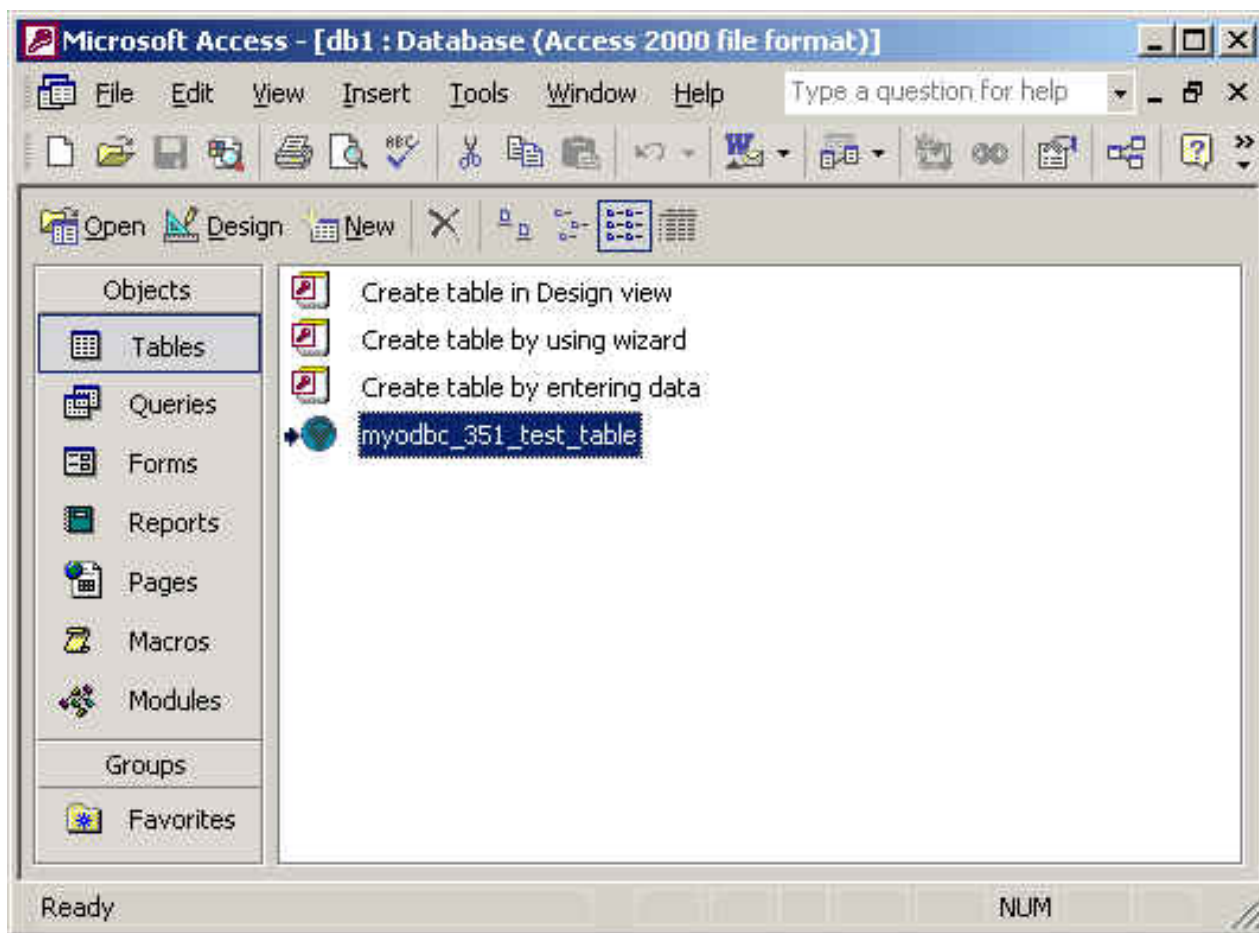 Microsoft Access - [db1 : Database (Access 2000 file format)]
File Edit View Insert Tools Window Help Type a question for help
ABC W ?
Open Design New
Objects
Tables
Queries
Forms
Reports
Pages
Macros
Modules
Groups
Favorites
Create table in Design view
Create table by using wizard
Create table by entering data
myodbc_351_test_table
Ready NUM